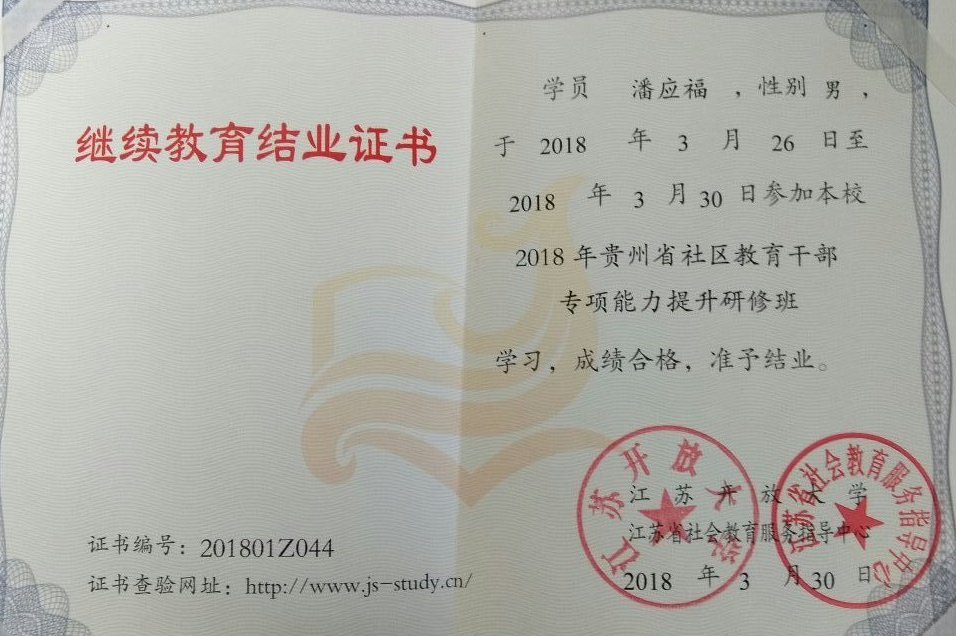 继续教育结业证书
证书编号：201801Z044
证书查验网址：http://www.js-study.cn/
学员 潘应福 ，性别 男 ，
于 2018 年 3 月 26 日至
2018 年 3 月 30 日参加本校
2018 年贵州省社区教育干部
专项能力提升研修班
学习，成绩合格，准予结业。
江苏开放大学
江苏省社会教育服务指导中心
2018 年 3 月 30 日
江苏开放大学
江苏省社会教育服务指导中心